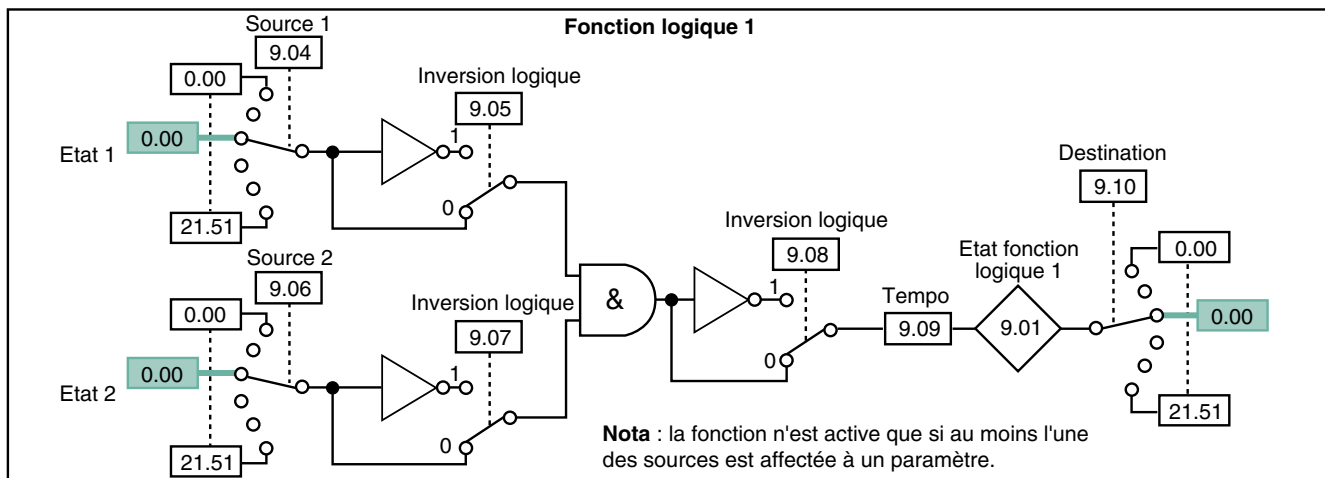 Fonction logique 1
Source 1
9.04
0.00
Inversion logique
9.05
Etat 1
0.00
1
0
21.51
Source 2
9.06
0.00
Inversion logique
9.07
Etat 2
0.00
1
0
21.51
&
Inversion logique
9.08
1
0
Tempo
9.09
Etat fonction
logique 1
9.01
Destination
9.10
0.00
0.00
21.51
Nota : la fonction n'est active que si au moins l'une
des sources est affectée à un paramètre.